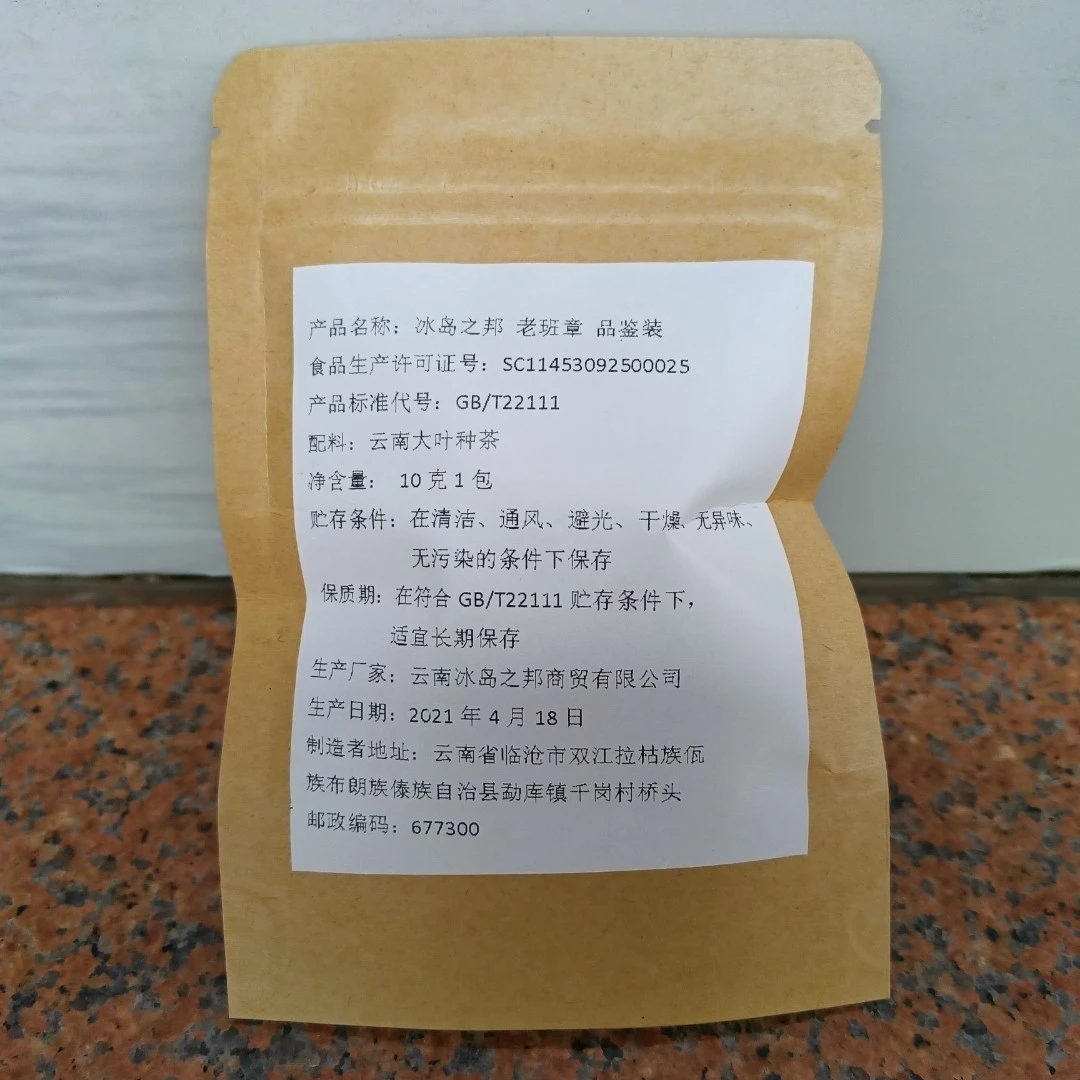 产品名称：冰岛之邦 老班章 品鉴装
食品生产许可证号：SC11453092500025
产品标准代号：GB/T22111
配料：云南大叶种茶
净含量： 10 克 1 包
贮存条件：在清洁、通风、避光、干燥、无异味、
无污染的条件下保存
保质期：在符合 GB/T22111 贮存条件下，
适宜长期保存
生产厂家：云南冰岛之邦商贸有限公司
生产日期：2021 年 4 月 18 日
制造者地址：云南省临沧市双江拉枯族佤
族布朗族傣族自治县勐库镇千岗村桥头
邮政编码：677300